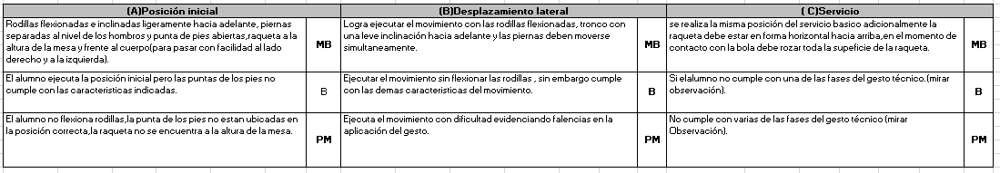 (A)Posición inicial
(B)Desplazamiento lateral
( C)Servicio
Rodillas flexionadas e inclinadas ligeramente hacia adelante, piernas
separadas al nivel de los hombros y punta de pies abiertas,raqueta a la
altura de la mesa y frente al cuerpo(para pasar con facilidad al lado
derecho y a la izquierda).
MB
Logra ejecutar el movimiento con las rodillas flexionadas, tronco con
una leve inclinación hacia adelante y las piernas deben moverse
simultaneamente.
MB
se realiza la misma posición del servicio basico adicionalmente la
raqueta debe estar en forma horizontal hacia arriba,en el momento de
contacto con la bola debe rozar toda la supeficie de la raqueta.
MB
El alumno ejecuta la posición inicial pero las puntas de los pies no
cumple con las caracteristicas indicadas.
B
Ejecutar el movimiento sin flexionar las rodillas , sin embargo cumple
con las demas caracteristicas del movimiento.
B
Si elalumno no cumple con una de las fases del gesto técnico.(mirar
observación).
B
El alumno no flexiona rodillas,la punta de los pies no estan ubicadas en
la posición correcta,la raqueta no se encuentra a la altura de la mesa.
PM
Ejecuta el movimiento con dificultad evidenciando falencias en la
aplicación del gesto.
PM
No cumple con varias de las fases del gesto técnico (mirar
Observación).
PM